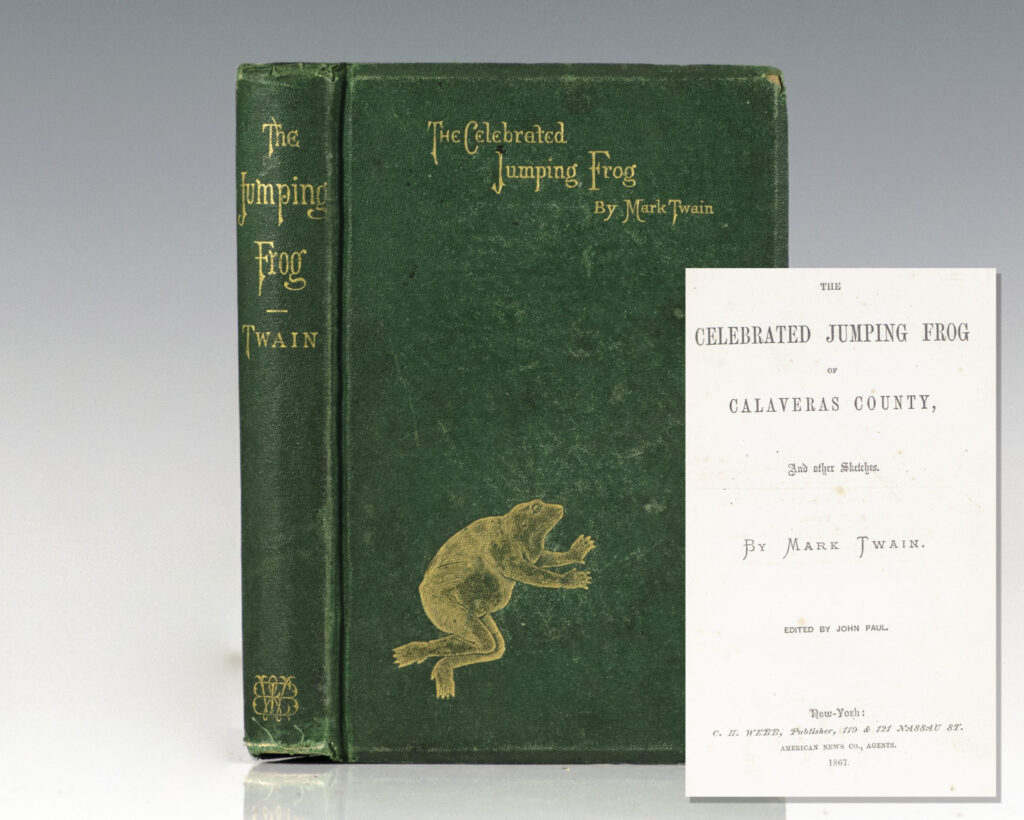 The
Jumping
Frog
TWAIN
The Celebrated
Jumping Frog
By Mark Twain
THE
CELEBRATED JUMPING FROG
OF
CALAVERAS COUNTY,
And other Sketches.
BY MARK TWAIN.
EDITED BY JOHN PAUL.
New-York:
C. H. WEBB, Publisher, 119 & 121 NASSAU ST.
AMERICAN NEWS CO., AGENTS.
1867.